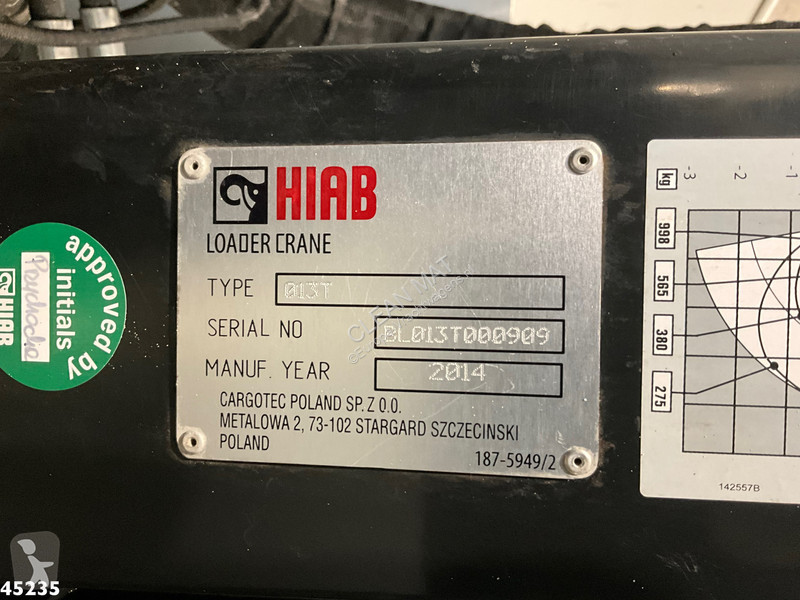 HIAB
LOADER CRANE
TYPE 013T
SERIAL NO BL013T000909
MANUF. YEAR 2014
CARGOTEC POLAND SP. Z O.O.
METALOWA 2, 73-102 STARGARD SZCZECINSKI
POLAND
187-5949/2
approved by
initials
HIAB
kg
-3
-2
-1
998
565
380
275
142557B
45235